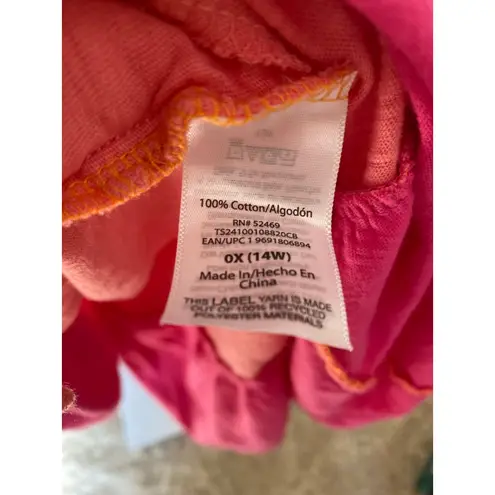 100% Cotton/Algodón
RN# 52469
TS24100108820CB
EAN/UPC 1 9691806894
0X (14W)
Made In/Hecho En
China
THIS LABEL YARN IS MADE
OUT OF 100% RECYCLED
POLYESTER MATERIALS